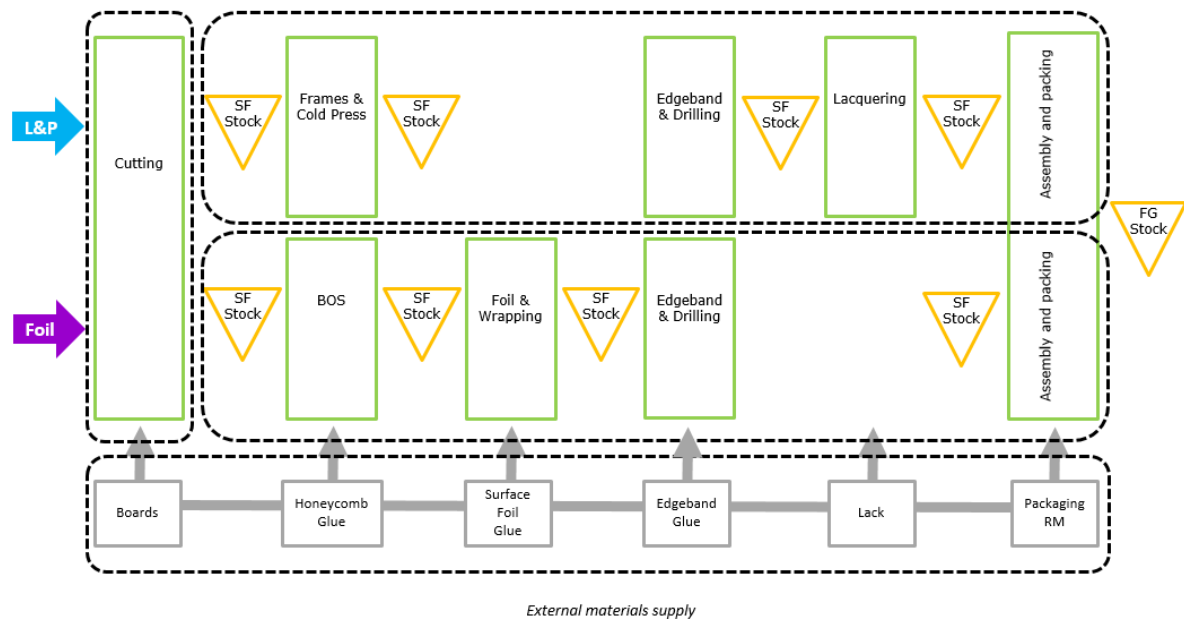 L&P
Cutting
SF
Stock
Frames &
Cold Press
SF
Stock
Edgeband
& Drilling
SF
Stock
Lacquering
SF
Stock
Assembly and packing
FG
Stock
Foil
SF
Stock
BOS
SF
Stock
Foil &
Wrapping
SF
Stock
Edgeband
& Drilling
SF
Stock
Assembly and packing
Boards
Honeycomb
Glue
Surface
Foil
Glue
Edgeband
Glue
Lack
Packaging
RM
External materials supply